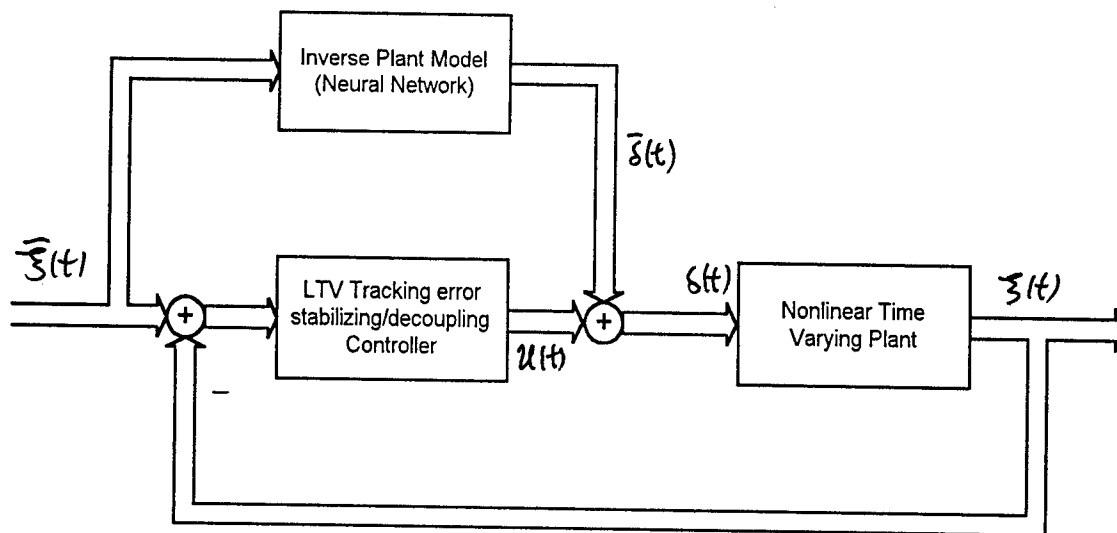 Inverse Plant Model
(Neural Network)
δ̄(t)
ξ̄(t)
+
LTV Tracking error
stabilizing/decoupling
Controller
u(t)
+
δ(t)
Nonlinear Time
Varying Plant
ξ(t)
−